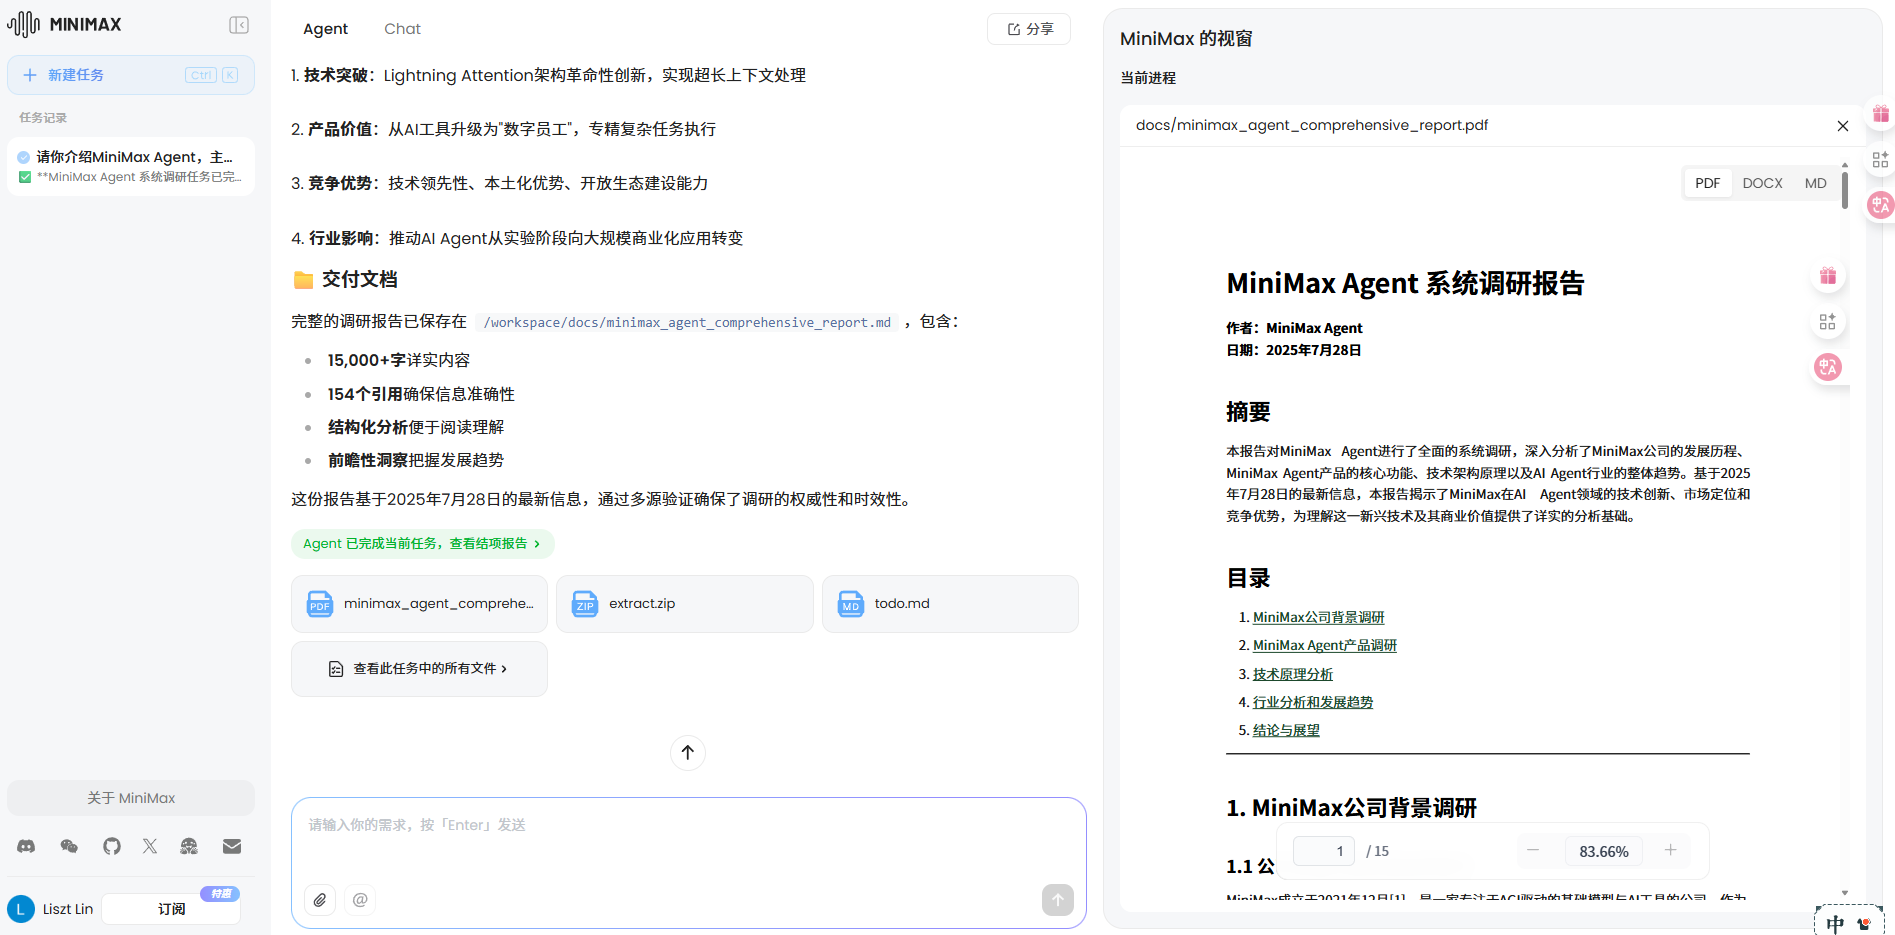 MINIMAX
新建任务
Ctrl K
任务记录
请你介绍MiniMax Agent，主...
**MiniMax Agent 系统调研任务已完...
关于 MiniMax
L
Liszt Lin
订阅
特惠
Agent
Chat
分享
1. 技术突破：Lightning Attention架构革命性创新，实现超长上下文处理
2. 产品价值：从AI工具升级为"数字员工"，专精复杂任务执行
3. 竞争优势：技术领先性、本土化优势、开放生态建设能力
4. 行业影响：推动AI Agent从实验阶段向大规模商业化应用转变
交付文档
完整的调研报告已保存在 /workspace/docs/minimax_agent_comprehensive_report.md ，包含：
15,000+字详实内容
154个引用确保信息准确性
结构化分析便于阅读理解
前瞻性洞察把握发展趋势
这份报告基于2025年7月28日的最新信息，通过多源验证确保了调研的权威性和时效性。
Agent 已完成当前任务，查看结项报告 ›
PDF
minimax_agent_comprehe...
ZIP
extract.zip
MD
todo.md
查看此任务中的所有文件 ›
请输入你的需求，按「Enter」发送
@
MiniMax 的视窗
当前进程
docs/minimax_agent_comprehensive_report.pdf
PDF
DOCX
MD
MiniMax Agent 系统调研报告
作者：MiniMax Agent
日期：2025年7月28日
摘要
本报告对MiniMax Agent进行了全面的系统调研，深入分析了MiniMax公司的发展历程、
MiniMax Agent产品的核心功能、技术架构原理以及AI Agent行业的整体趋势。基于2025
年7月28日的最新信息，本报告揭示了MiniMax在AI Agent领域的技术创新、市场定位和
竞争优势，为理解这一新兴技术及其商业价值提供了详实的分析基础。
目录
1. MiniMax公司背景调研
2. MiniMax Agent产品调研
3. 技术原理分析
4. 行业分析和发展趋势
5. 结论与展望
1. MiniMax公司背景调研
1.1 公
1 / 15
83.66%
MiniMax成立于2021年12月[1]，是一家专注于AGI驱动的基础模型与AI工具的公司，作为
中